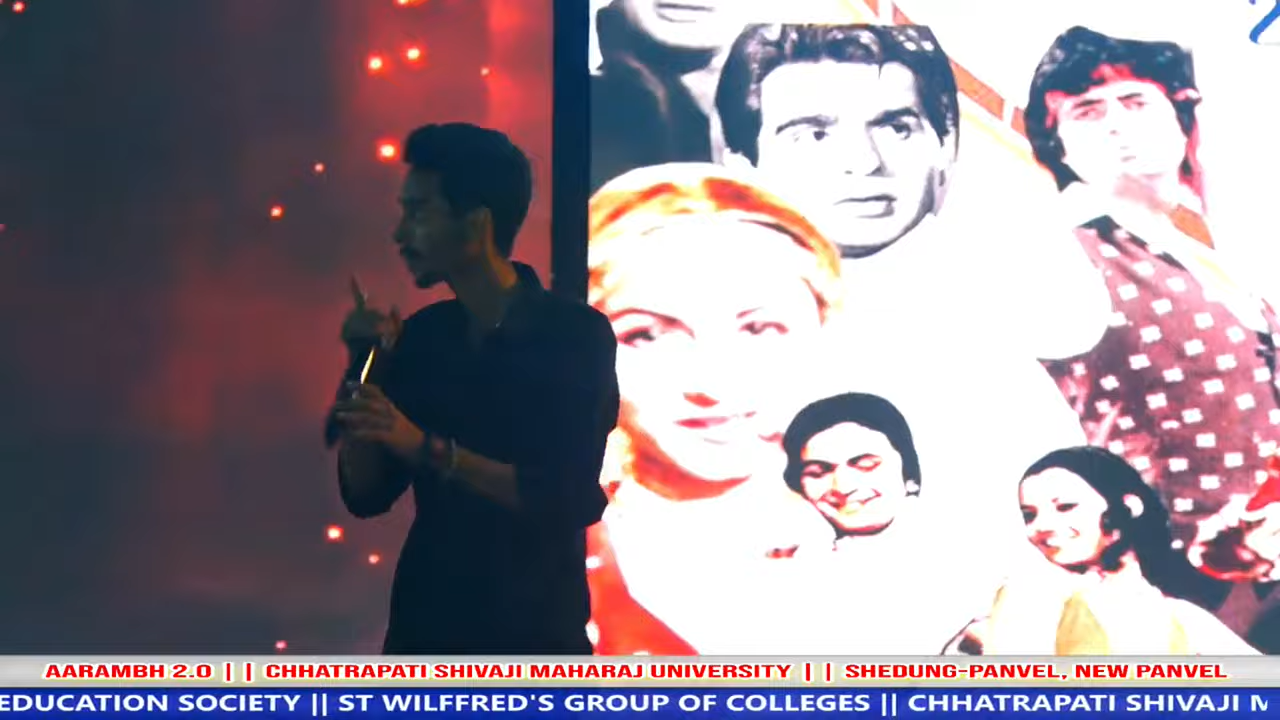 AARAMBH 2.0 || CHHATRAPATI SHIVAJI MAHARAJ UNIVERSITY || SHEDUNG-PANVEL, NEW PANVEL
EDUCATION SOCIETY || ST WILFFRED'S GROUP OF COLLEGES || CHHATRAPATI SHIVAJI M